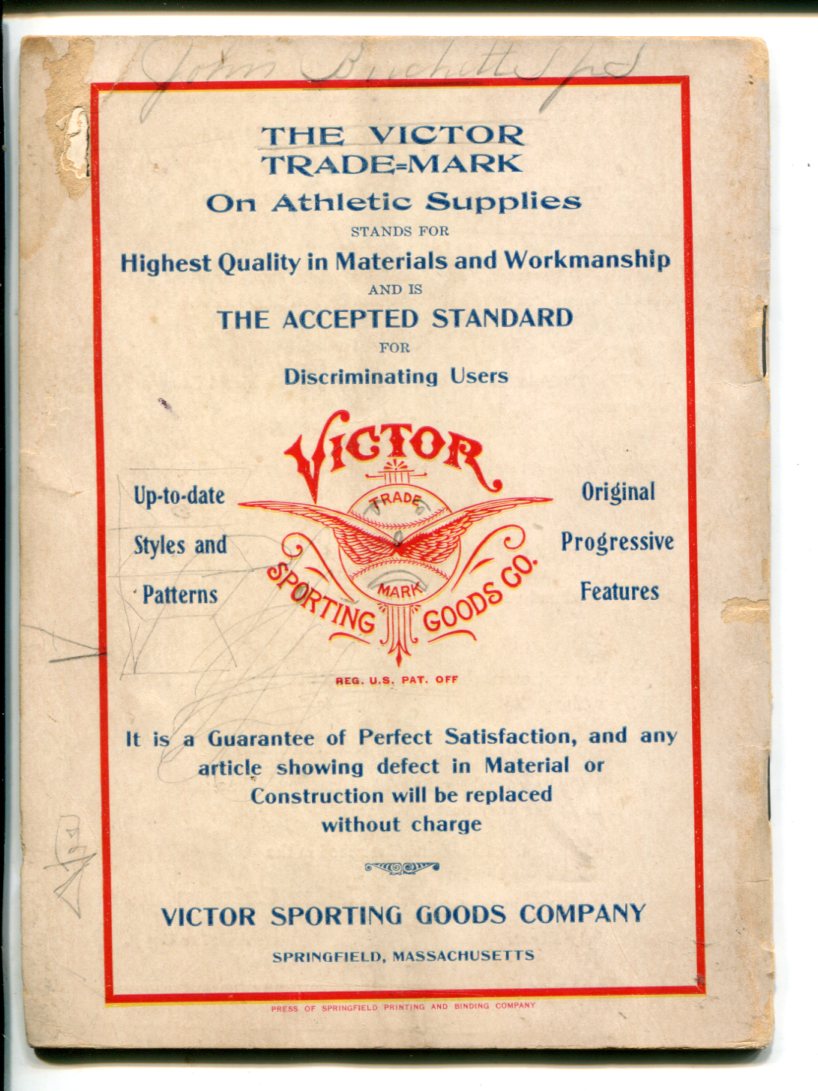 John
THE VICTOR
TRADE=MARK
On Athletic Supplies
STANDS FOR
Highest Quality in Materials and Workmanship
AND IS
THE ACCEPTED STANDARD
FOR
Discriminating Users
VICTOR
TRADE
MARK
SPORTING GOODS CO.
Up-to-date
Styles and
Patterns
Original
Progressive
Features
REG. U.S. PAT. OFF
It is a Guarantee of Perfect Satisfaction, and any
article showing defect in Material or
Construction will be replaced
without charge
VICTOR SPORTING GOODS COMPANY
SPRINGFIELD, MASSACHUSETTS
PRESS OF SPRINGFIELD PRINTING AND BINDING COMPANY